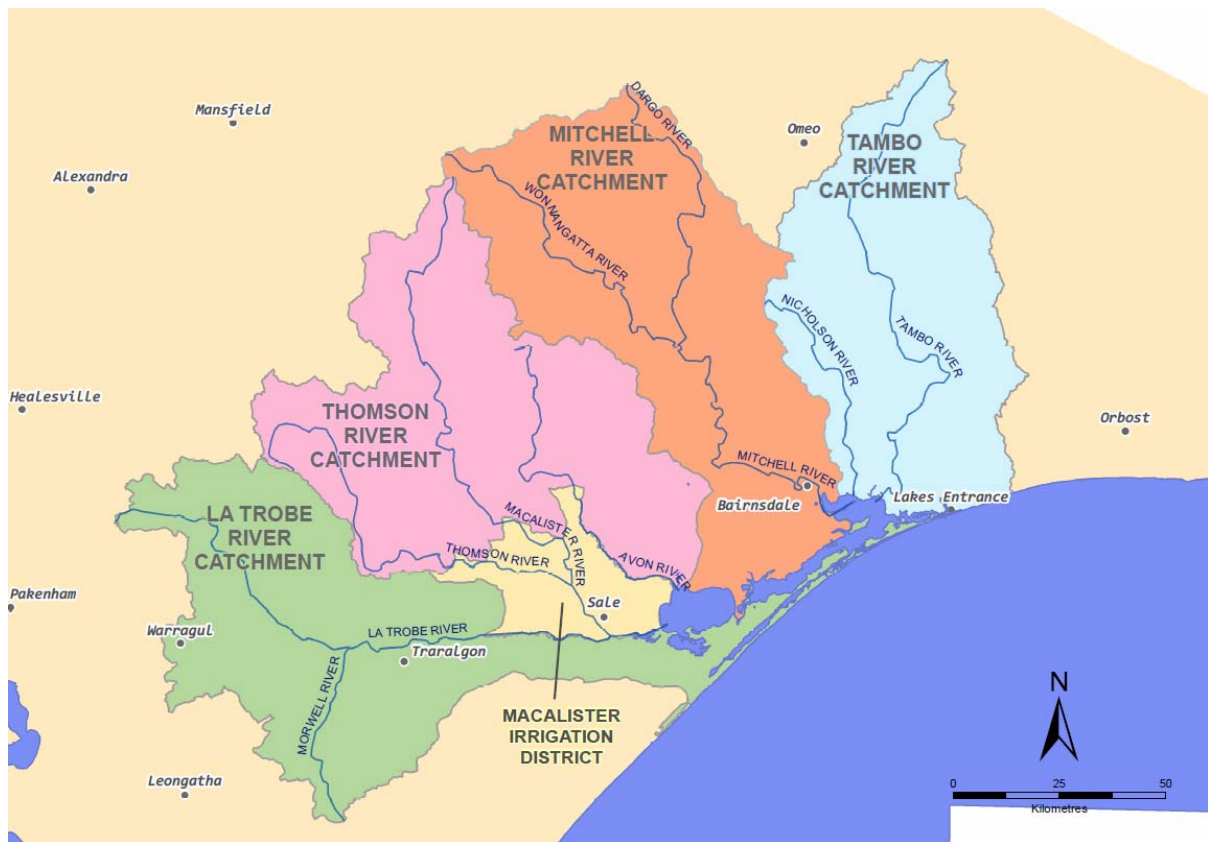 Mansfield
Alexandra
Omeo
DARGO RIVER
MITCHELL
RIVER
CATCHMENT
TAMBO
RIVER
CATCHMENT
WONNANGATTA RIVER
NICHOLSON RIVER
TAMBO RIVER
Healesville
THOMSON
RIVER
CATCHMENT
Orbost
MITCHELL RIVER
Bairnsdale
Lakes Entrance
LA TROBE
RIVER
CATCHMENT
MACALISTER RIVER
THOMSON RIVER
AVON RIVER
Pakenham
Sale
Warragul
LA TROBE RIVER
Traralgon
MORWELL RIVER
MACALISTER
IRRIGATION
DISTRICT
Leongatha
N
0 25 50
Kilometres